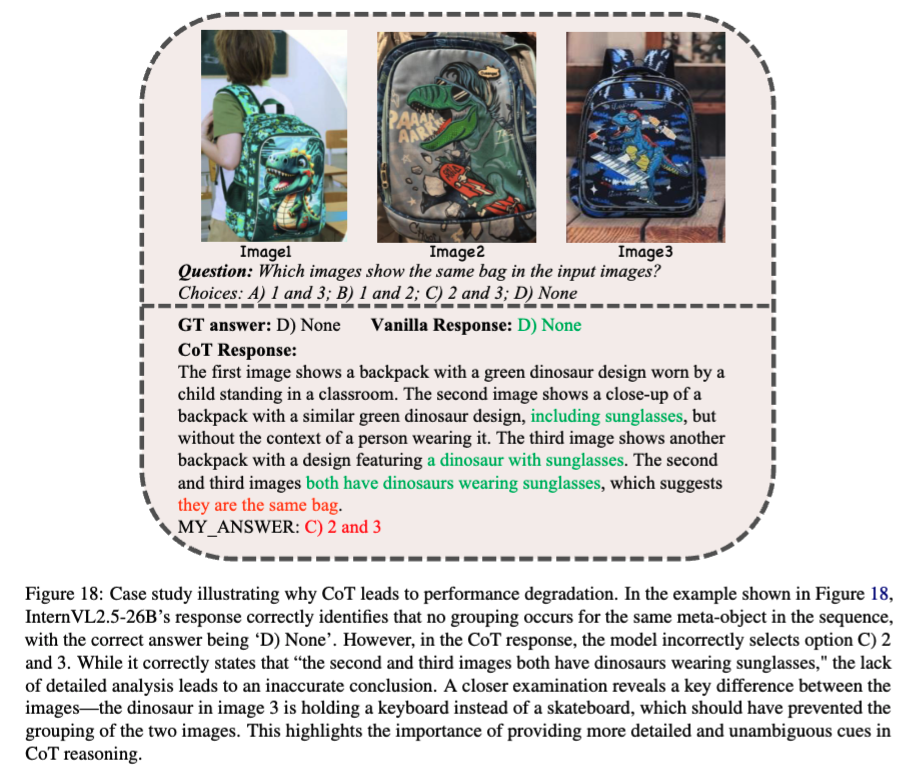 PAAAA
AARK
Image1
Image2
Image3
Question: Which images show the same bag in the input images?
Choices: A) 1 and 3; B) 1 and 2; C) 2 and 3; D) None
GT answer: D) None Vanilla Response: D) None
CoT Response:
The first image shows a backpack with a green dinosaur design worn by a
child standing in a classroom. The second image shows a close-up of a
backpack with a similar green dinosaur design, including sunglasses, but
without the context of a person wearing it. The third image shows another
backpack with a design featuring a dinosaur with sunglasses. The second
and third images both have dinosaurs wearing sunglasses, which suggests
they are the same bag.
MY_ANSWER: C) 2 and 3
Figure 18: Case study illustrating why CoT leads to performance degradation. In the example shown in Figure 18,
InternVL2.5-26B’s response correctly identifies that no grouping occurs for the same meta-object in the sequence,
with the correct answer being ‘D) None’. However, in the CoT response, the model incorrectly selects option C) 2
and 3. While it correctly states that “the second and third images both have dinosaurs wearing sunglasses," the lack
of detailed analysis leads to an inaccurate conclusion. A closer examination reveals a key difference between the
images—the dinosaur in image 3 is holding a keyboard instead of a skateboard, which should have prevented the
grouping of the two images. This highlights the importance of providing more detailed and unambiguous cues in
CoT reasoning.